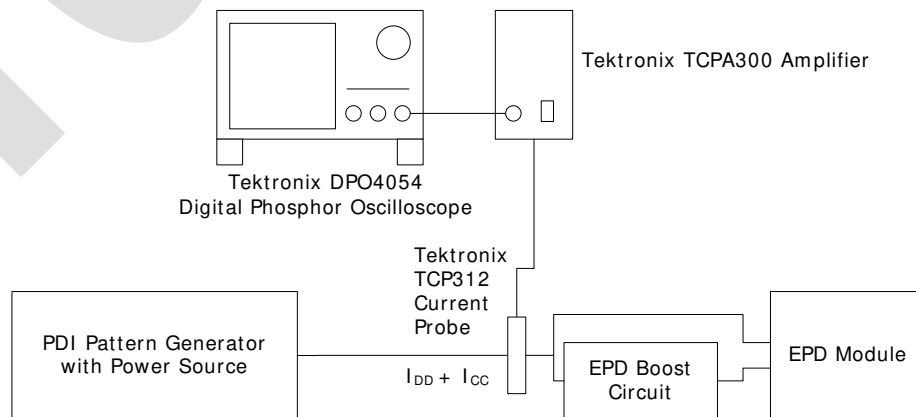 Tektronix TCPA300 Amplifier
Tektronix DPO4054
Digital Phosphor Oscilloscope
Tektronix
TCP312
Current
Probe
PDI Pattern Generator
with Power Source
IDD + ICC
EPD Boost
Circuit
EPD Module